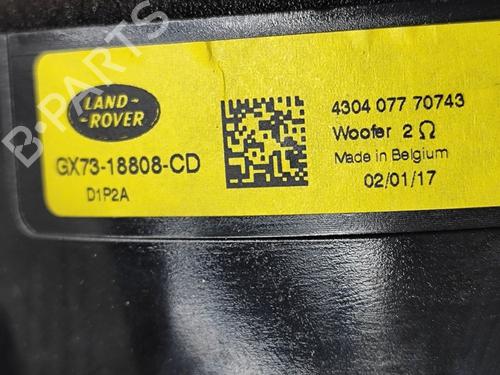 LAND-
ROVER
GX73-18808-CD
D1P2A
4304 077 70743
Woofer 2 Ω
Made in Belgium
02/01/17
B-PARTS